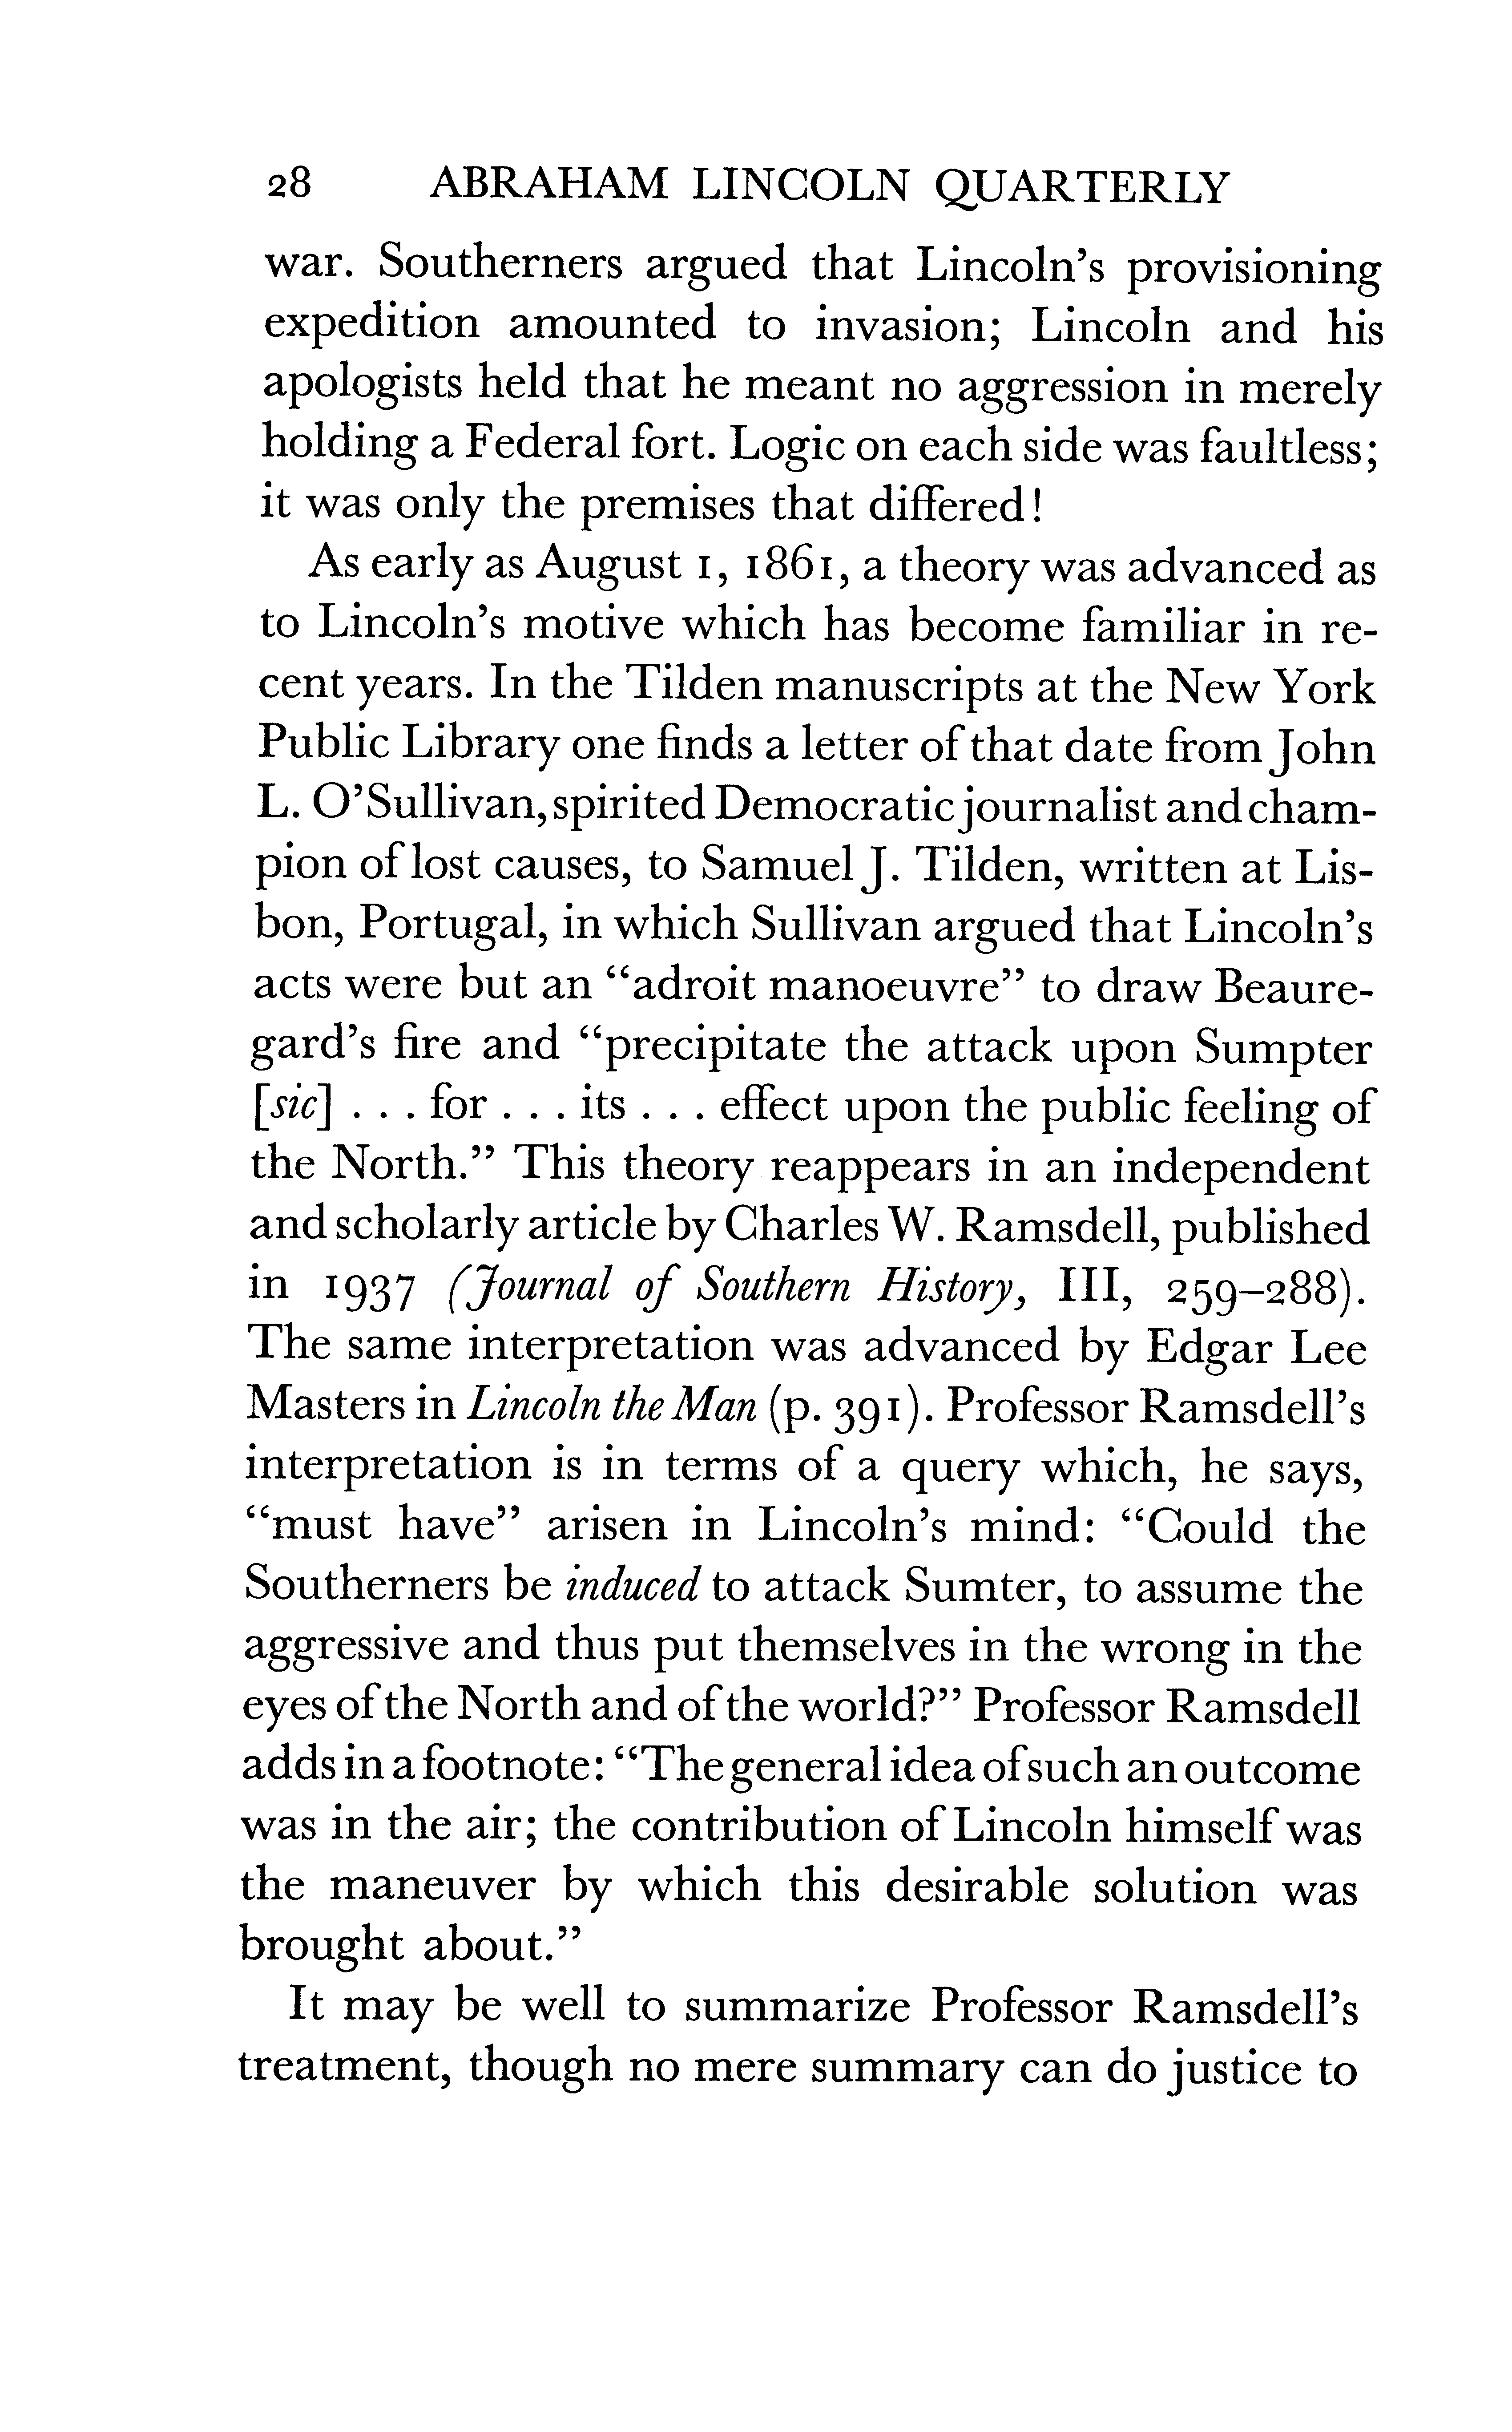 28 ABRAHAM LINCOLN QUARTERLY
war. Southerners argued that Lincoln's provisioning
expedition amounted to invasion; Lincoln and his
apologists held that he meant no aggression in merely
holding a Federal fort. Logic on each side was faultless;
it was only the premises that differed!
As early as August 1, 1861, a theory was advanced as
to Lincoln's motive which has become familiar in re-
cent years. In the Tilden manuscripts at the New York
Public Library one finds a letter of that date from John
L. O'Sullivan, spirited Democratic journalist and cham-
pion of lost causes, to Samuel J. Tilden, written at Lis-
bon, Portugal, in which Sullivan argued that Lincoln's
acts were but an “adroit manoeuvre” to draw Beaure-
gard's fire and “precipitate the attack upon Sumpter
[sic] . . . for . . . its . . . effect upon the public feeling of
the North.” This theory reappears in an independent
and scholarly article by Charles W. Ramsdell, published
in 1937 (Journal of Southern History, III, 259–288).
The same interpretation was advanced by Edgar Lee
Masters in Lincoln the Man (p. 391). Professor Ramsdell's
interpretation is in terms of a query which, he says,
“must have” arisen in Lincoln's mind: “Could the
Southerners be induced to attack Sumter, to assume the
aggressive and thus put themselves in the wrong in the
eyes of the North and of the world?” Professor Ramsdell
adds in a footnote: “The general idea of such an outcome
was in the air; the contribution of Lincoln himself was
the maneuver by which this desirable solution was
brought about.”
It may be well to summarize Professor Ramsdell's
treatment, though no mere summary can do justice to